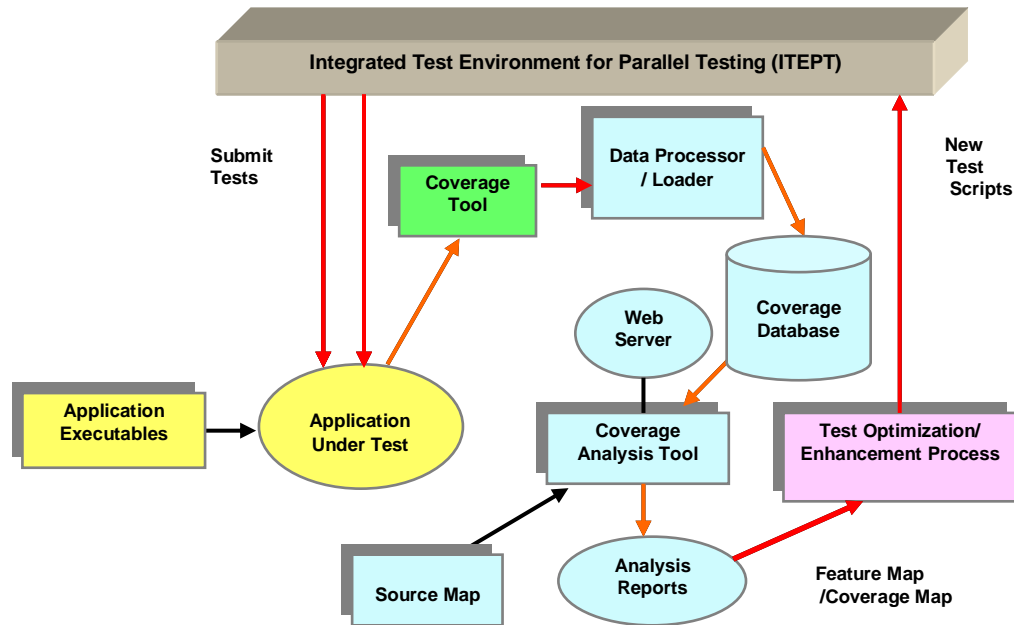 Integrated Test Environment for Parallel Testing (ITEPT)
Submit
Tests
Coverage
Tool
Data Processor
/ Loader
New
Test
Scripts
Web
Server
Coverage
Database
Application
Executables
Application
Under Test
Coverage
Analysis Tool
Test Optimization/
Enhancement Process
Source Map
Analysis
Reports
Feature Map
/Coverage Map